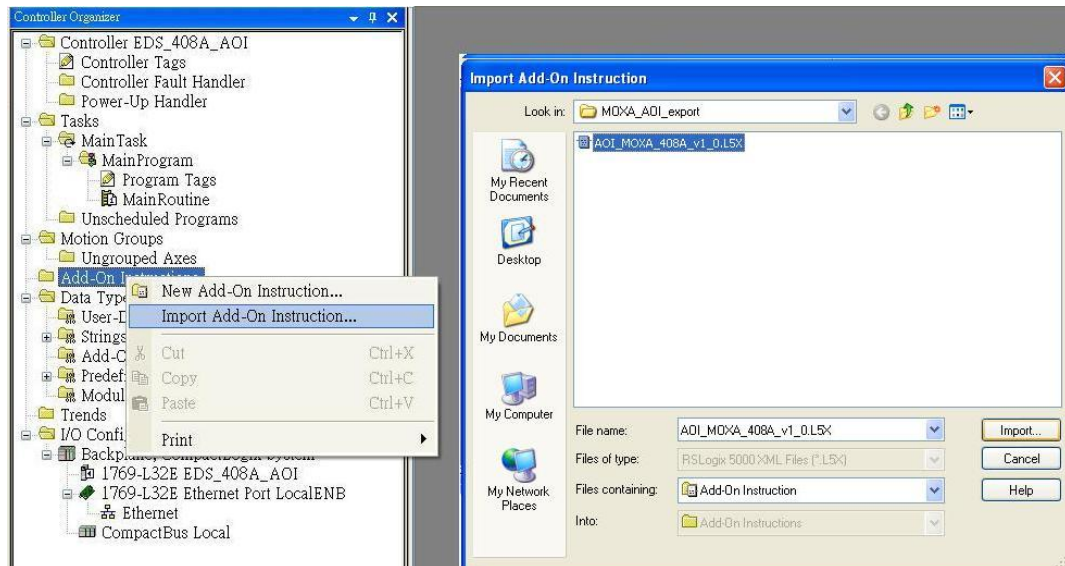 Controller Organizer
Controller EDS_408A_AOI
Controller Tags
Controller Fault Handler
Power-Up Handler
Tasks
MainTask
MainProgram
Program Tags
MainRoutine
Unscheduled Programs
Motion Groups
Ungrouped Axes
Add-On Instructions
Data Type
User-D
Strings
Add-O
Predef
Modul
Trends
I/O Confi
Backplane, CompactLogix System
1769-L32E EDS_408A_AOI
1769-L32E Ethernet Port LocalENB
Ethernet
CompactBus Local
New Add-On Instruction...
Import Add-On Instruction...
Cut Ctrl+X
Copy Ctrl+C
Paste Ctrl+V
Print
Import Add-On Instruction
Look in: MOXA_AOI_export
AOI_MOXA_408A_v1_0.L5X
My Recent
Documents
Desktop
My Documents
My Computer
My Network
Places
File name: AOI_MOXA_408A_v1_0.L5X Import...
Files of type: RSLogix 5000 XML Files (*.L5X) Cancel
Files containing: Add-On Instruction Help
Into: Add-On Instructions